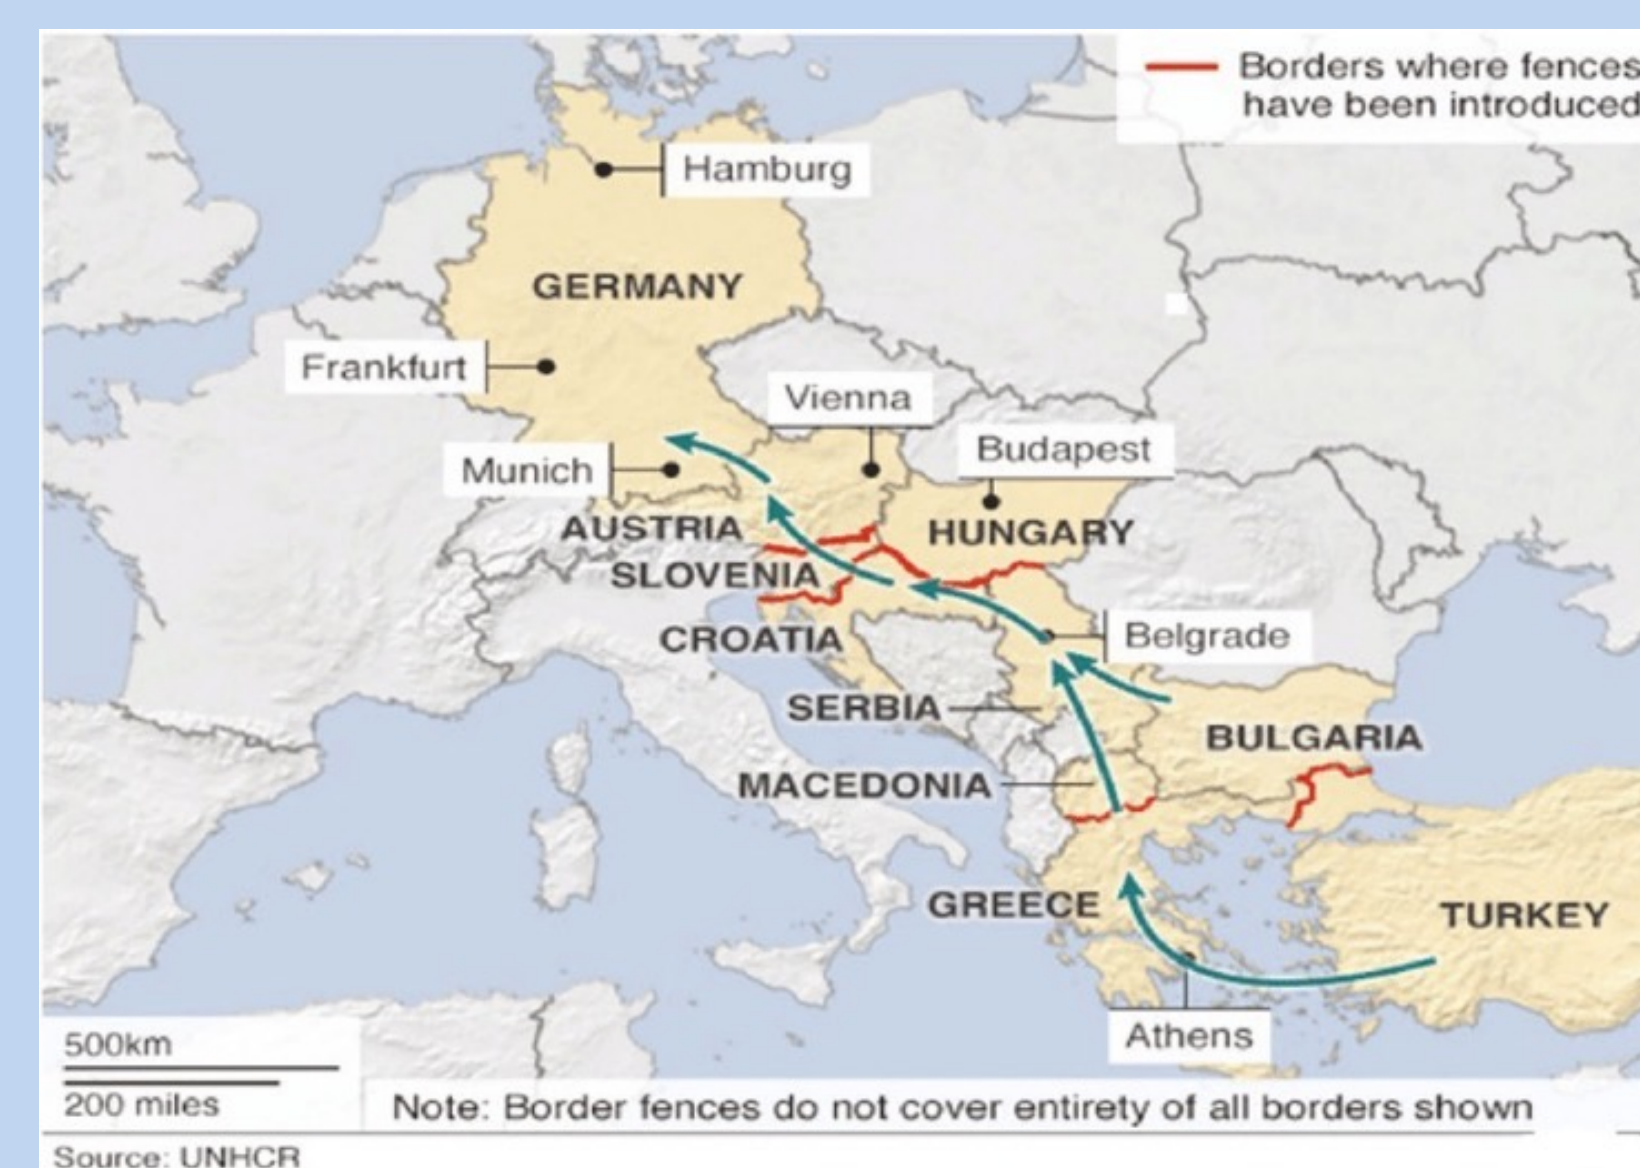 Borders where fences
have been introduced
Hamburg
GERMANY
Frankfurt
Vienna
Budapest
Munich
AUSTRIA
HUNGARY
SLOVENIA
CROATIA
Belgrade
SERBIA
BULGARIA
MACEDONIA
GREECE
TURKEY
Athens
500km
200 miles
Note: Border fences do not cover entirety of all borders shown
Source: UNHCR